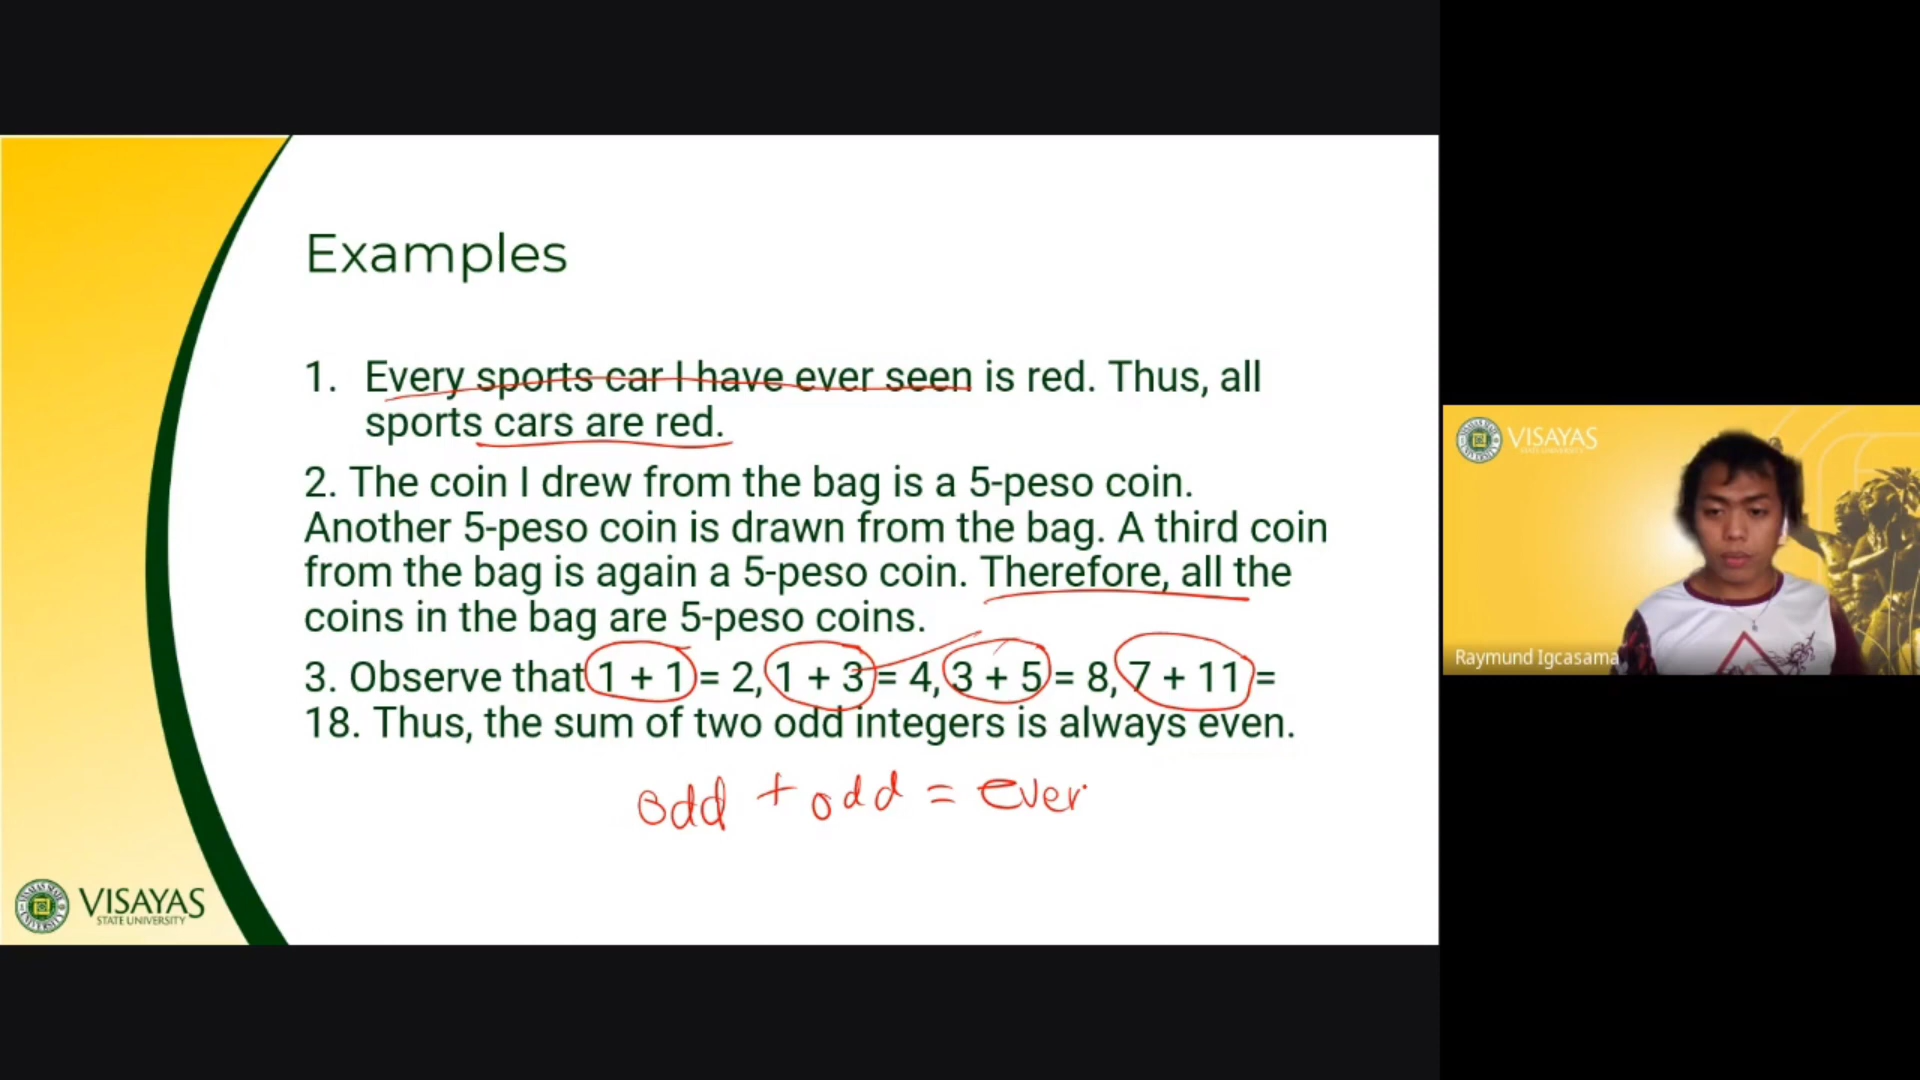 Examples
1. Every sports car I have ever seen is red. Thus, all
sports cars are red.
2. The coin I drew from the bag is a 5-peso coin.
Another 5-peso coin is drawn from the bag. A third coin
from the bag is again a 5-peso coin. Therefore, all the
coins in the bag are 5-peso coins.
3. Observe that 1 + 1 = 2, 1 + 3 = 4, 3 + 5 = 8, 7 + 11 =
18. Thus, the sum of two odd integers is always even.
odd + odd = ever
VISAYAS
STATE UNIVERSITY
VISAYAS
STATE UNIVERSITY
Raymund Igcasama